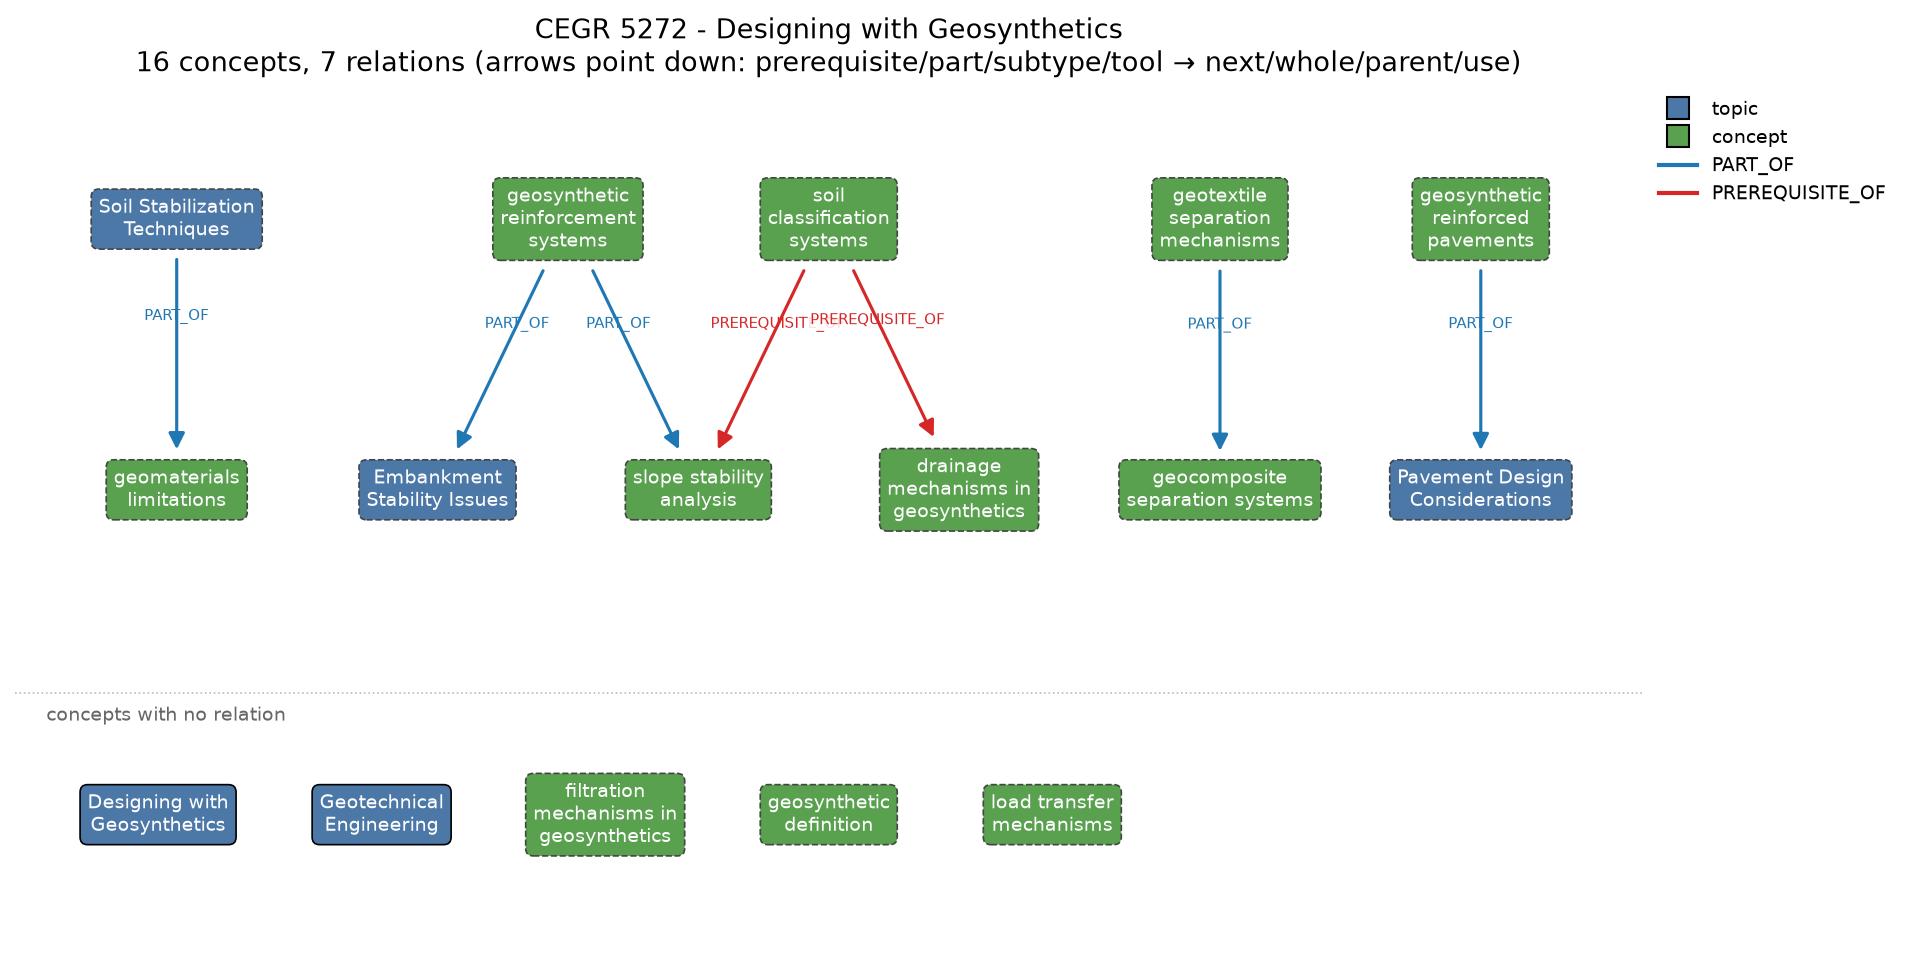 CEGR 5272 - Designing with Geosynthetics
16 concepts, 7 relations (arrows point down: prerequisite/part/subtype/tool → next/whole/parent/use)
topic
concept
PART_OF
PREREQUISITE_OF
Soil Stabilization
Techniques
geosynthetic
reinforcement
systems
soil
classification
systems
geotextile
separation
mechanisms
geosynthetic
reinforced
pavements
PART_OF
PART_OF
PART_OF
PREREQUISITE_OF
PREREQUISITE_OF
PART_OF
PART_OF
geomaterials
limitations
Embankment
Stability Issues
slope stability
analysis
drainage
mechanisms in
geosynthetics
geocomposite
separation systems
Pavement Design
Considerations
concepts with no relation
Designing with
Geosynthetics
Geotechnical
Engineering
filtration
mechanisms in
geosynthetics
geosynthetic
definition
load transfer
mechanisms